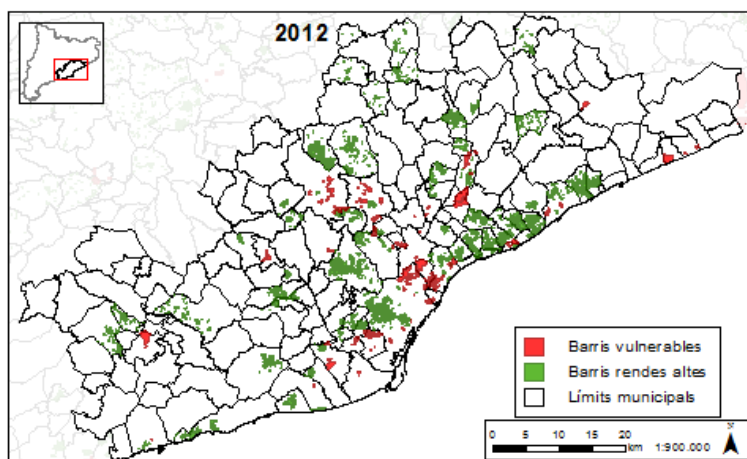 2012
Barris vulnerables
Barris rendes altes
Límits municipals
0 5 10 15 20
km 1:900.000